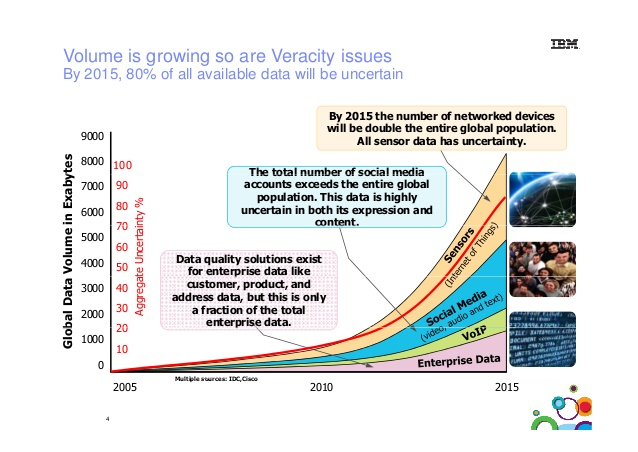 Volume is growing so are Veracity issues
By 2015, 80% of all available data will be uncertain
IBM
By 2015 the number of networked devices
will be double the entire global population.
All sensor data has uncertainty.
The total number of social media
accounts exceeds the entire global
population. This data is highly
uncertain in both its expression and
content.
Data quality solutions exist
for enterprise data like
customer, product, and
address data, but this is only
a fraction of the total
enterprise data.
Global Data Volume in Exabytes
9000
8000
7000
6000
5000
4000
3000
2000
1000
0
Aggregate Uncertainty %
100
90
80
70
60
50
40
30
20
10
Sensors
(Internet of Things)
Social Media
(video, audio and text)
VoIP
Enterprise Data
2005
2010
2015
Multiple sources: IDC,Cisco
4